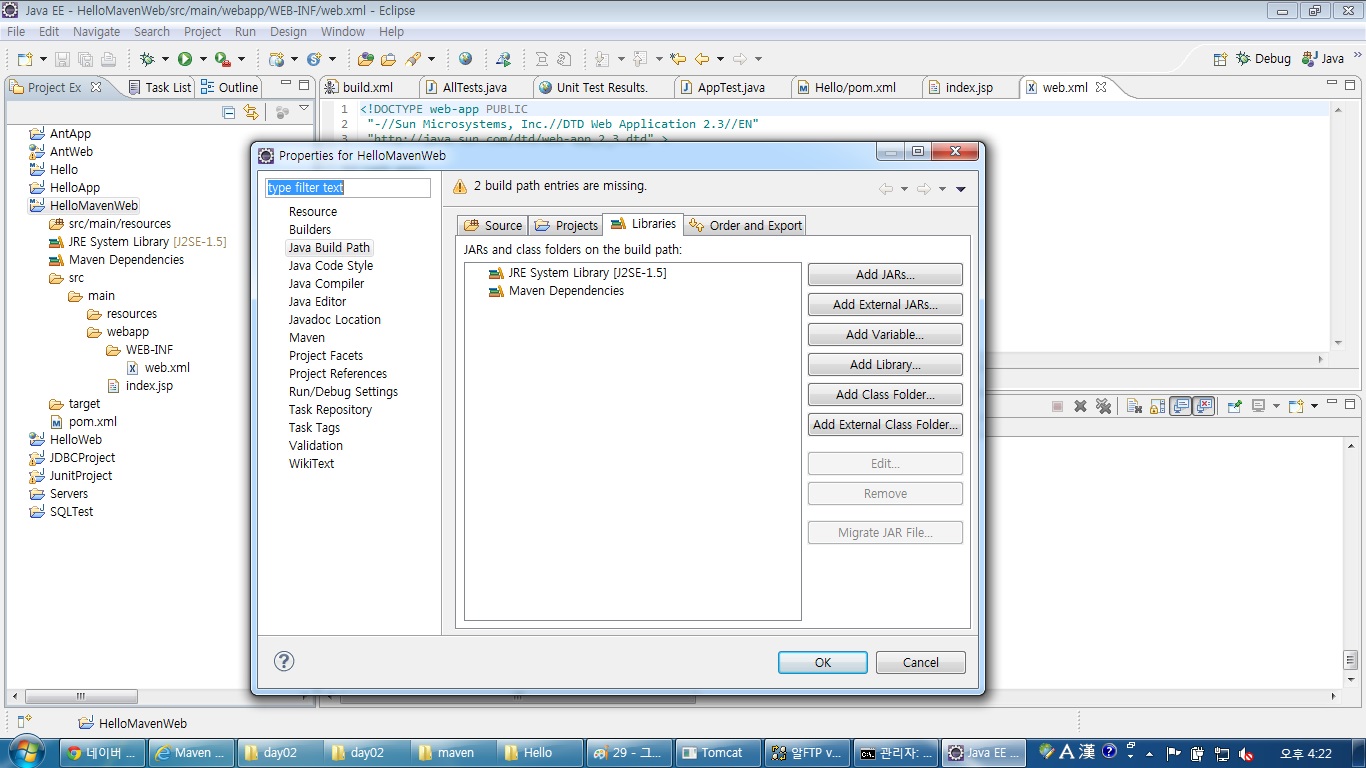 Java EE - HelloMavenWeb/src/main/webapp/WEB-INF/web.xml - Eclipse
File Edit Navigate Search Project Run Design Window Help
Debug Java
Project Ex Task List Outline
build.xml AllTests.java Unit Test Results. AppTest.java Hello/pom.xml index.jsp web.xml
1 <!DOCTYPE web-app PUBLIC
2 "-//Sun Microsystems, Inc.//DTD Web Application 2.3//EN"
3 "http://java.sun.com/dtd/web-app_2_3.dtd" >
AntApp
AntWeb
Hello
HelloApp
HelloMavenWeb
src/main/resources
JRE System Library [J2SE-1.5]
Maven Dependencies
src
main
resources
webapp
WEB-INF
web.xml
index.jsp
target
pom.xml
HelloWeb
JDBCProject
JunitProject
Servers
SQLTest
Properties for HelloMavenWeb
type filter text
Resource
Builders
Java Build Path
Java Code Style
Java Compiler
Java Editor
Javadoc Location
Maven
Project Facets
Project References
Run/Debug Settings
Task Repository
Task Tags
Validation
WikiText
2 build path entries are missing.
Source Projects Libraries Order and Export
JARs and class folders on the build path:
JRE System Library [J2SE-1.5]
Maven Dependencies
Add JARs...
Add External JARs...
Add Variable...
Add Library...
Add Class Folder...
Add External Class Folder...
Edit...
Remove
Migrate JAR File...
OK Cancel
HelloMavenWeb
네이버 ... Maven ... day02 day02 maven Hello 29 - 그... Tomcat 알FTP v... 관리자: ... Java EE ... A 漢 오후 4:22